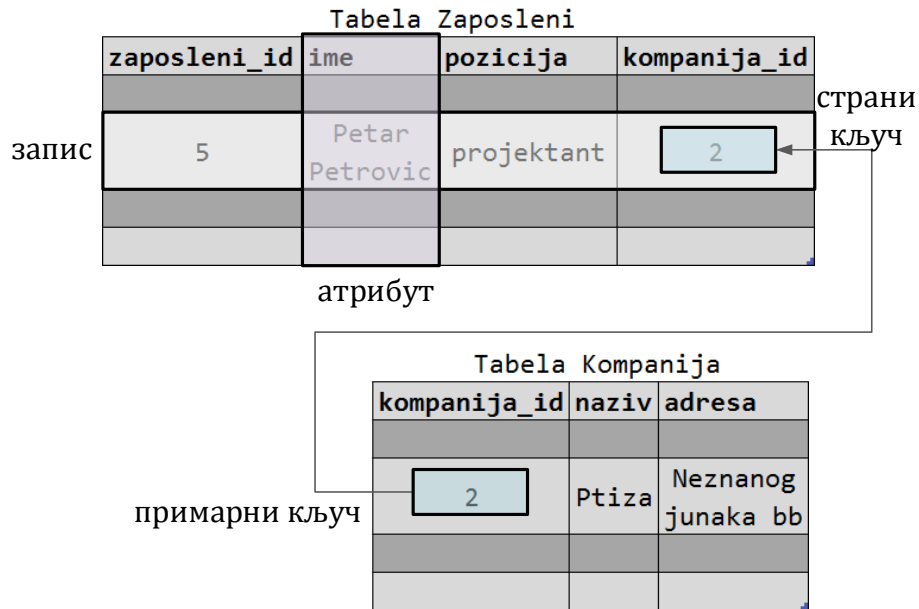 Tabela Zaposleni
zaposleni_id ime pozicija kompanija_id
страни
кључ
запис
5
Petar
Petrovic
projektant
2
атрибут
Tabela Kompanija
kompanija_id naziv adresa
2
Ptiza
Neznanog
junaka bb
примарни кључ